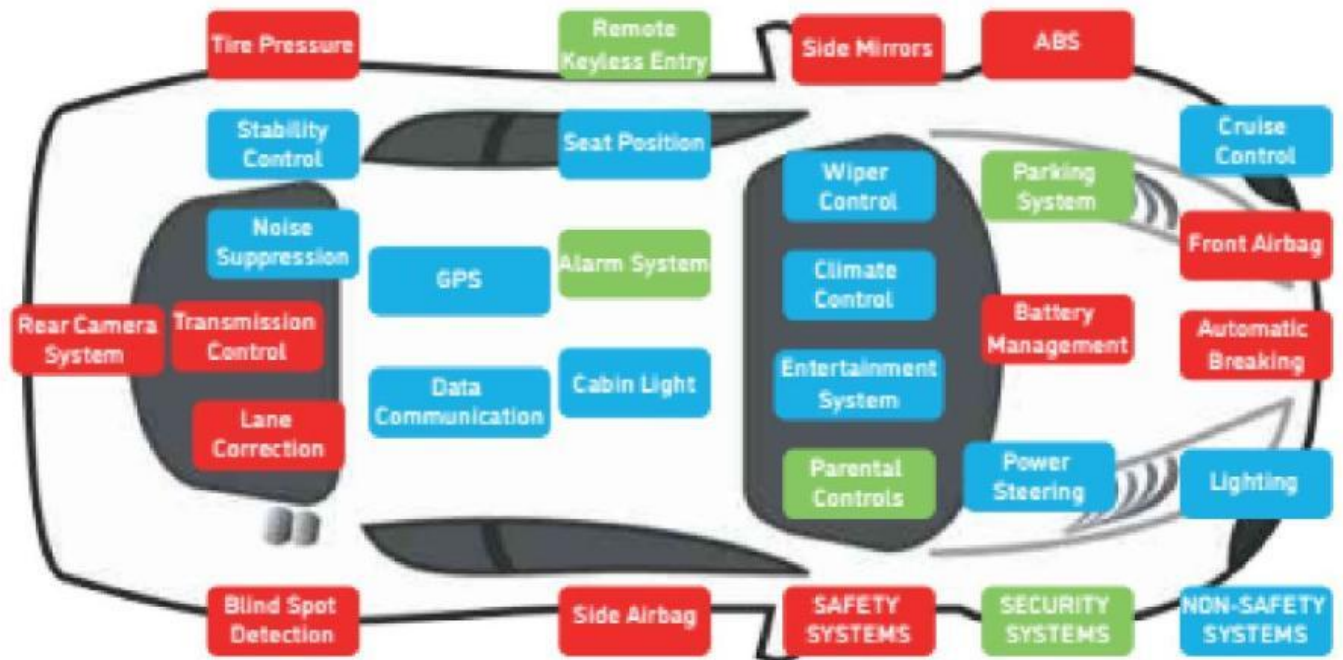 Tire Pressure
Remote
Keyless Entry
Side Mirrors
ABS
Stability
Control
Seat Position
Cruise
Control
Wiper
Control
Parking
System
Noise
Suppression
GPS
Alarm System
Climate
Control
Front Airbag
Rear Camera
System
Transmission
Control
Battery
Management
Automatic
Breaking
Data
Communication
Cabin Light
Entertainment
System
Lane
Correction
Parental
Controls
Power
Steering
Lighting
Blind Spot
Detection
Side Airbag
SAFETY
SYSTEMS
SECURITY
SYSTEMS
NON-SAFETY
SYSTEMS